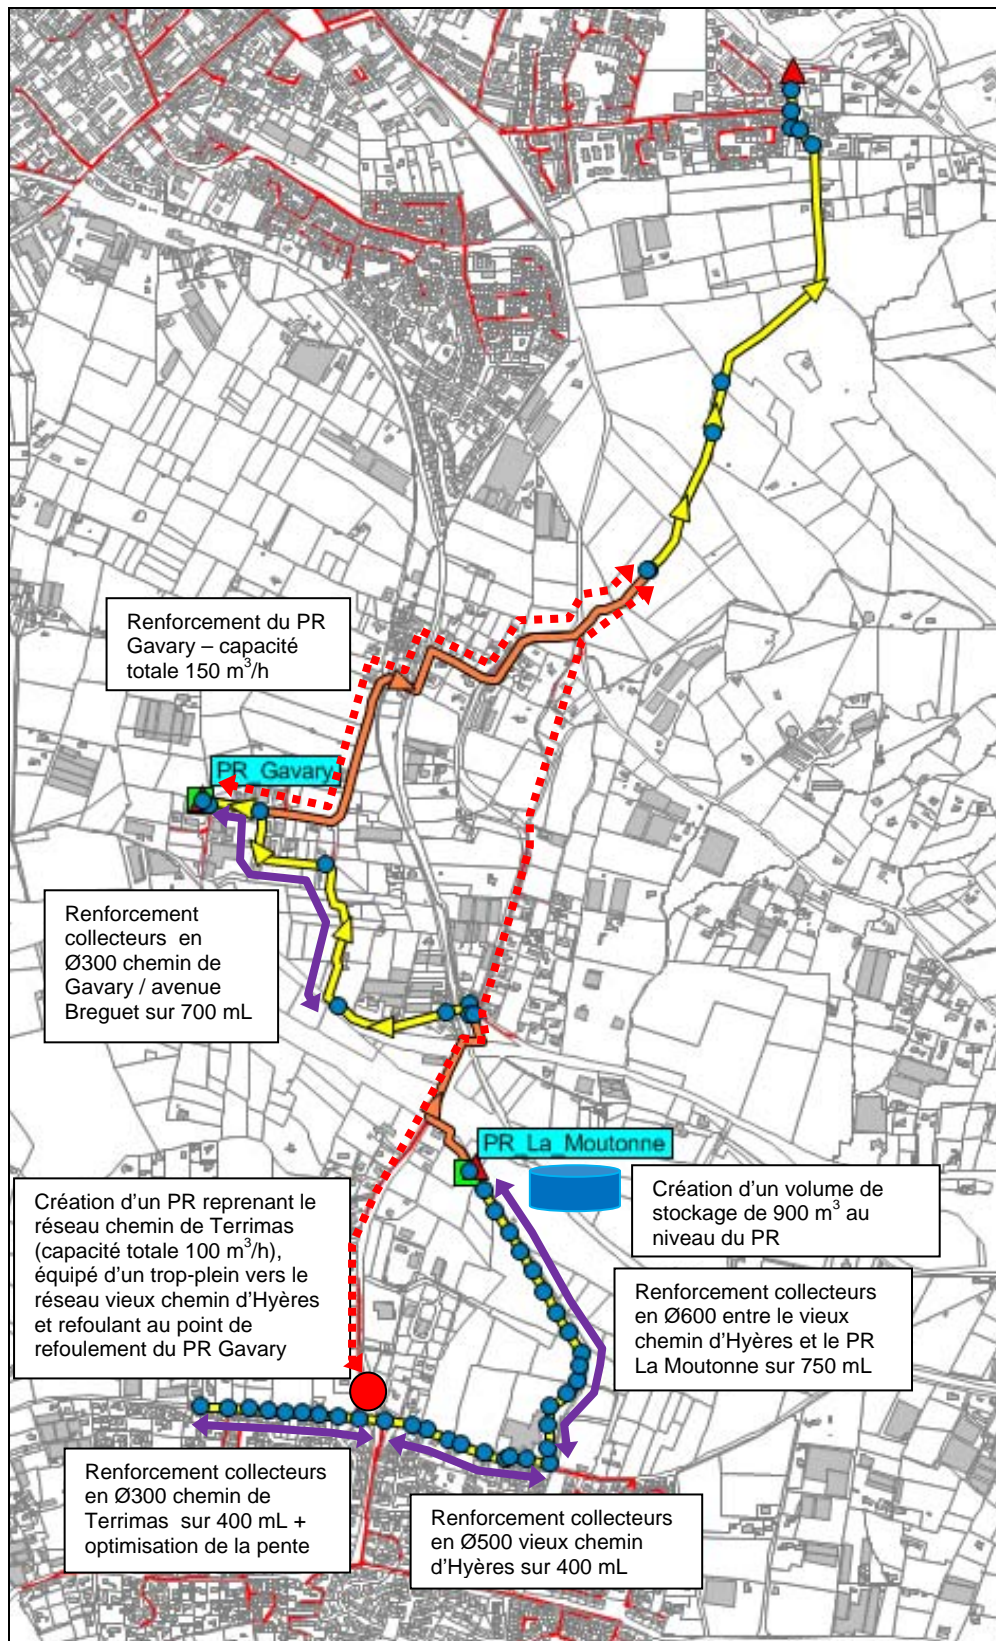 Renforcement du PR
Gavary – capacité
totale 150 m³/h
PR_Gavary
Renforcement
collecteurs en
Ø300 chemin de
Gavary / avenue
Breguet sur 700 mL
PR_La_Moutonne
Création d'un volume de
stockage de 900 m³ au
niveau du PR
Création d'un PR reprenant le
réseau chemin de Terrimas
(capacité totale 100 m³/h),
équipé d'un trop-plein vers le
réseau vieux chemin d'Hyères
et refoulant au point de
refoulement du PR Gavary
Renforcement collecteurs
en Ø600 entre le vieux
chemin d'Hyères et le PR
La Moutonne sur 750 mL
Renforcement collecteurs
en Ø300 chemin de
Terrimas sur 400 mL +
optimisation de la pente
Renforcement collecteurs
en Ø500 vieux chemin
d'Hyères sur 400 mL